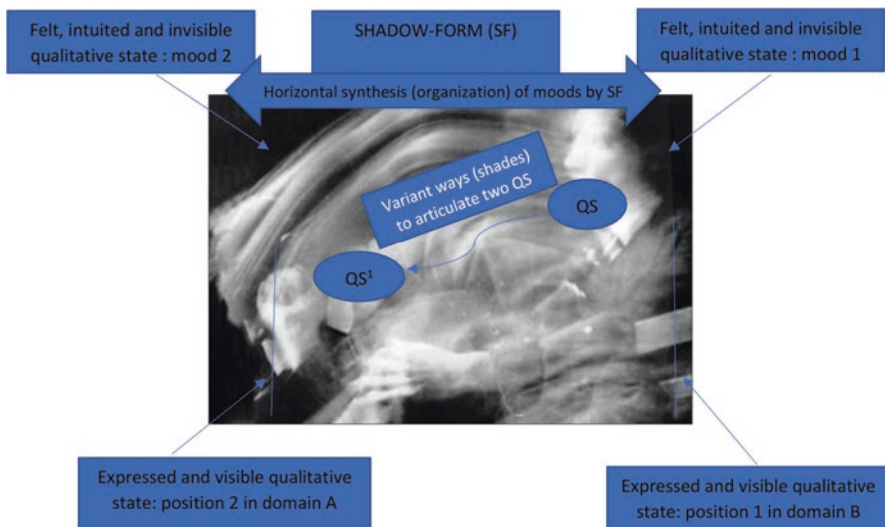 Felt, intuited and invisible
qualitative state : mood 2
SHADOW-FORM (SF)
Felt, intuited and invisible
qualitative state : mood 1
Horizontal synthesis (organization) of moods by SF
Variant ways (shades)
to articulate two QS
QS
QS¹
Expressed and visible qualitative
state: position 2 in domain A
Expressed and visible qualitative
state: position 1 in domain B